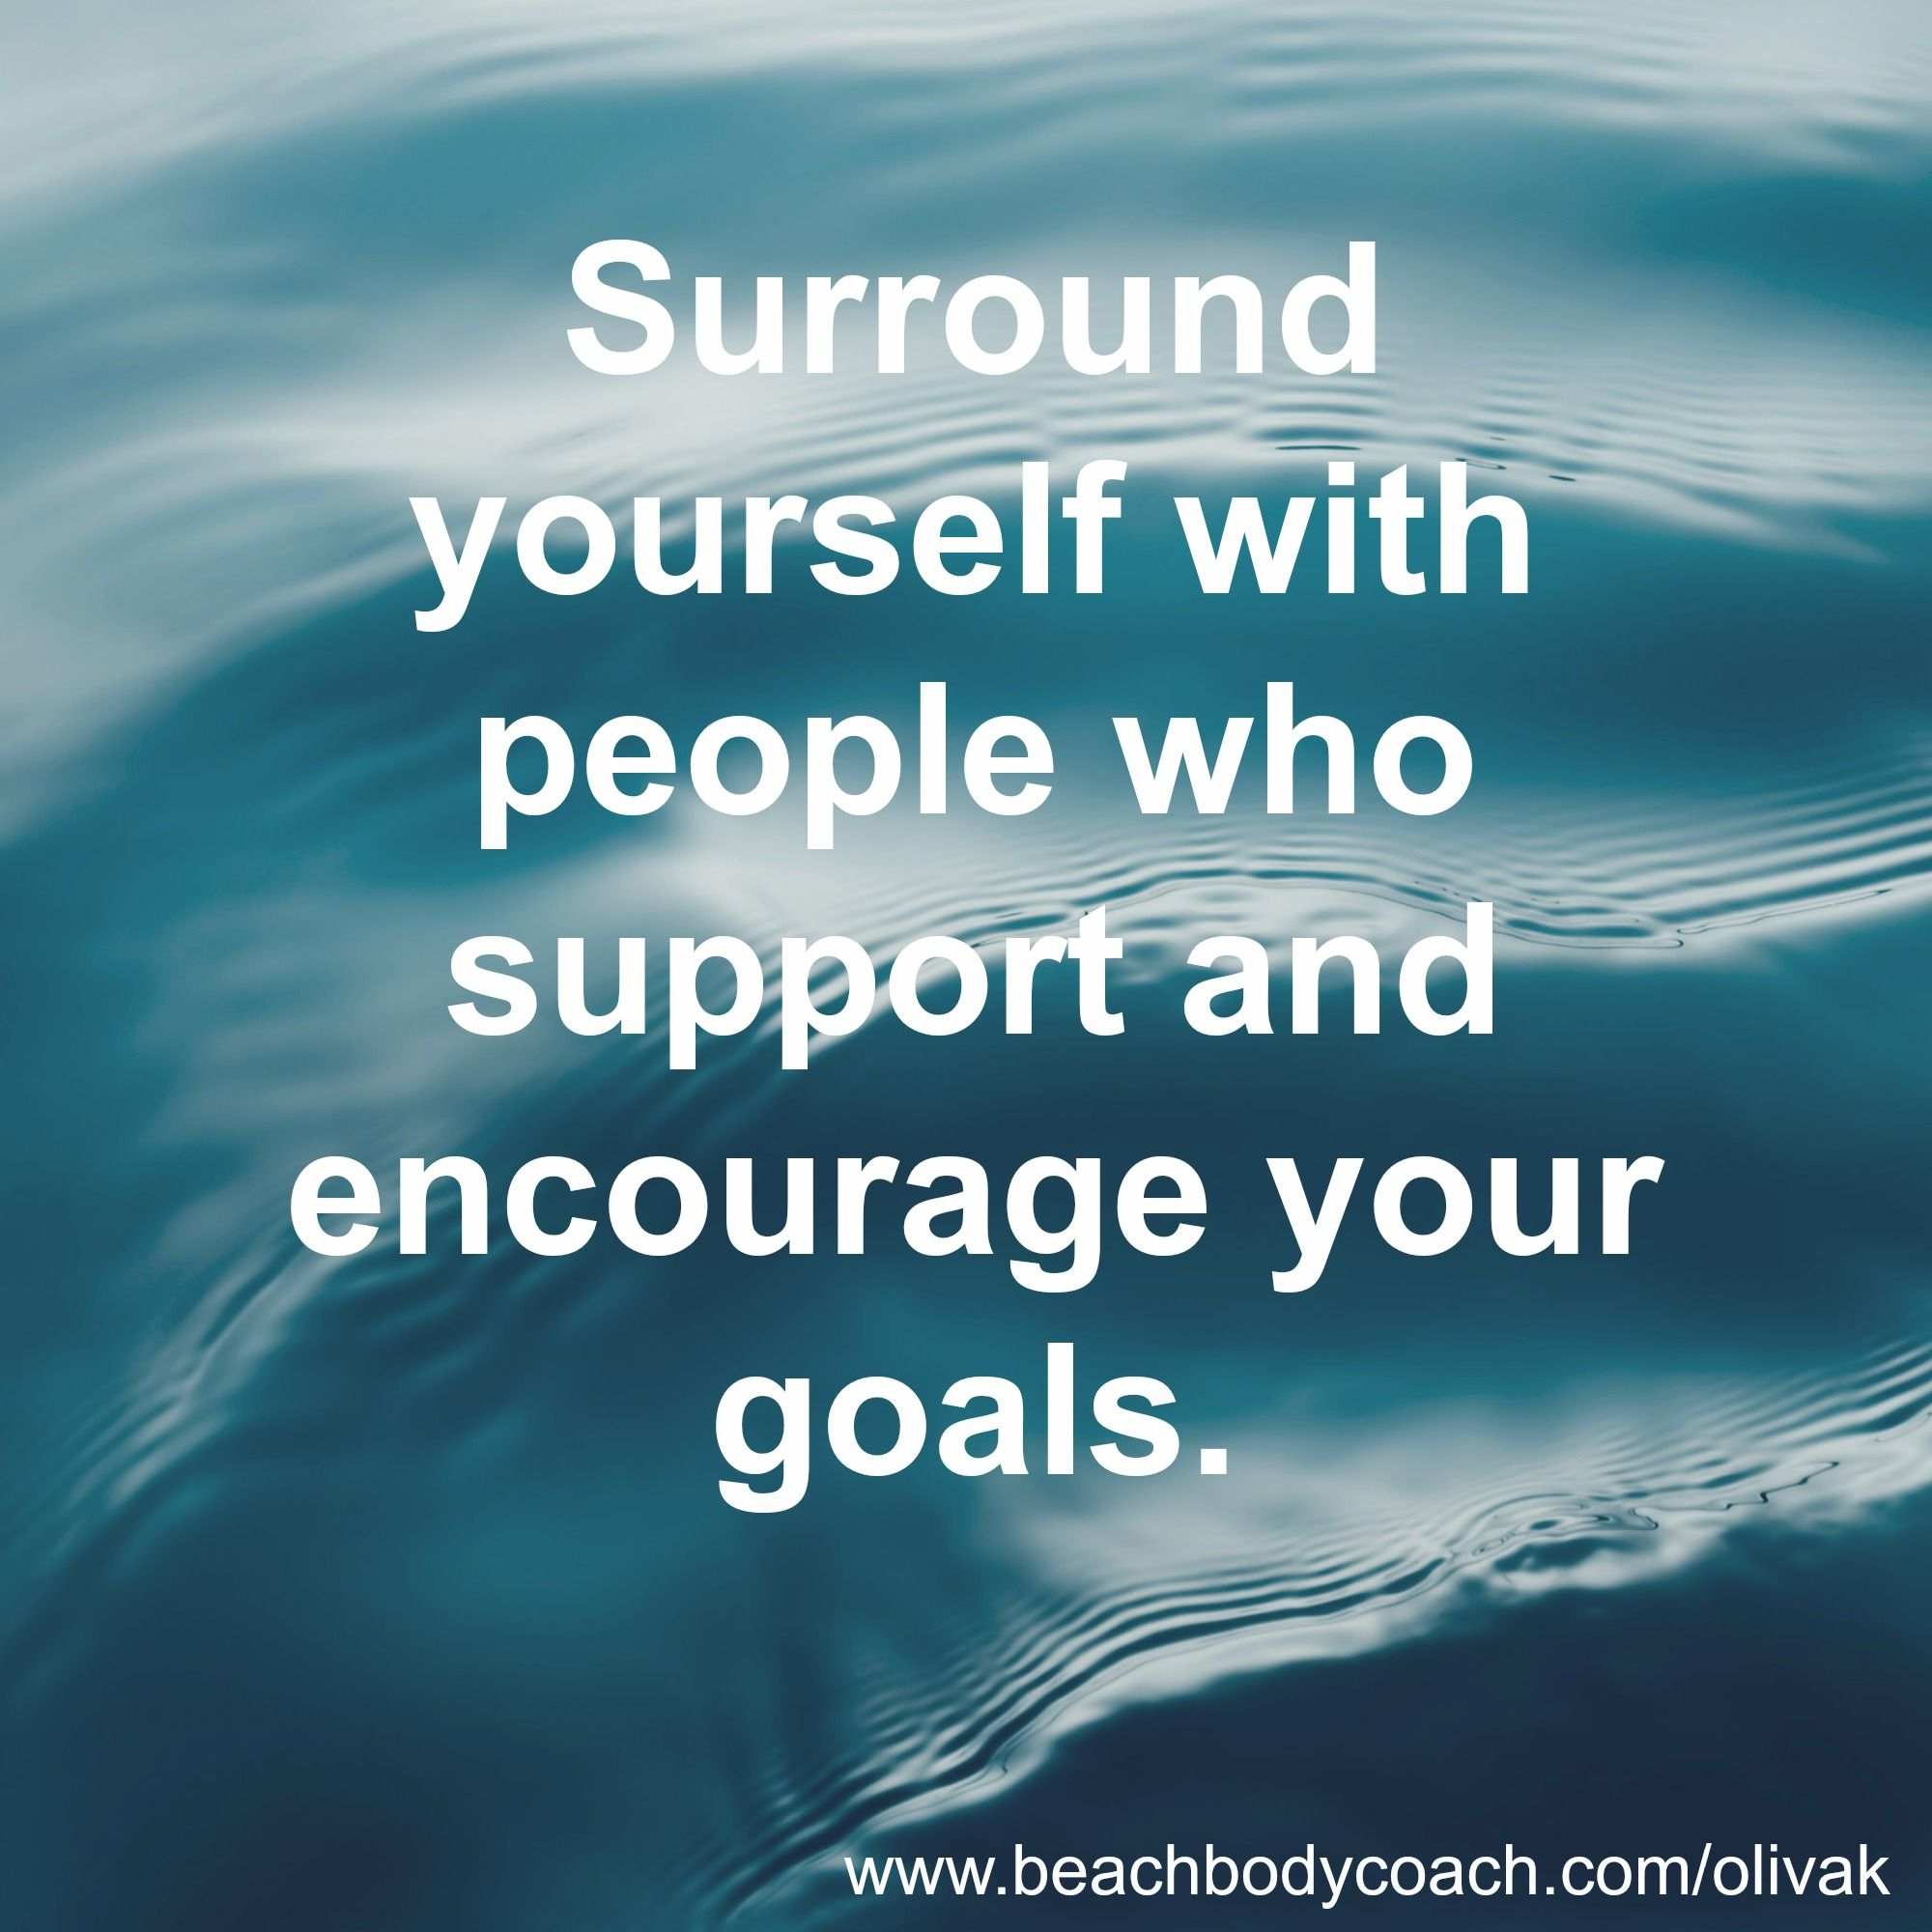 Surround
yourself with
people who
support and
encourage your
goals.
www.beachbodycoach.com/olivak